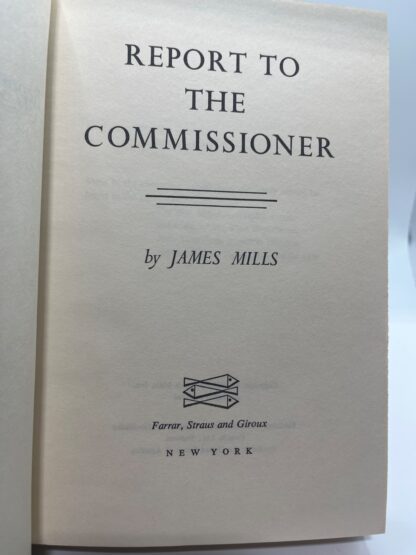 REPORT TO
THE
COMMISSIONER
by JAMES MILLS
Farrar, Straus and Giroux
NEW YORK